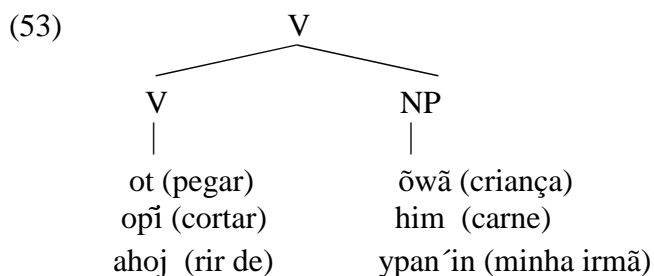 (53) V
V NP
ot (pegar) õwã (criança)
opĩ́ (cortar) him (carne)
ahoj (rir de) ypan´in (minha irmã)